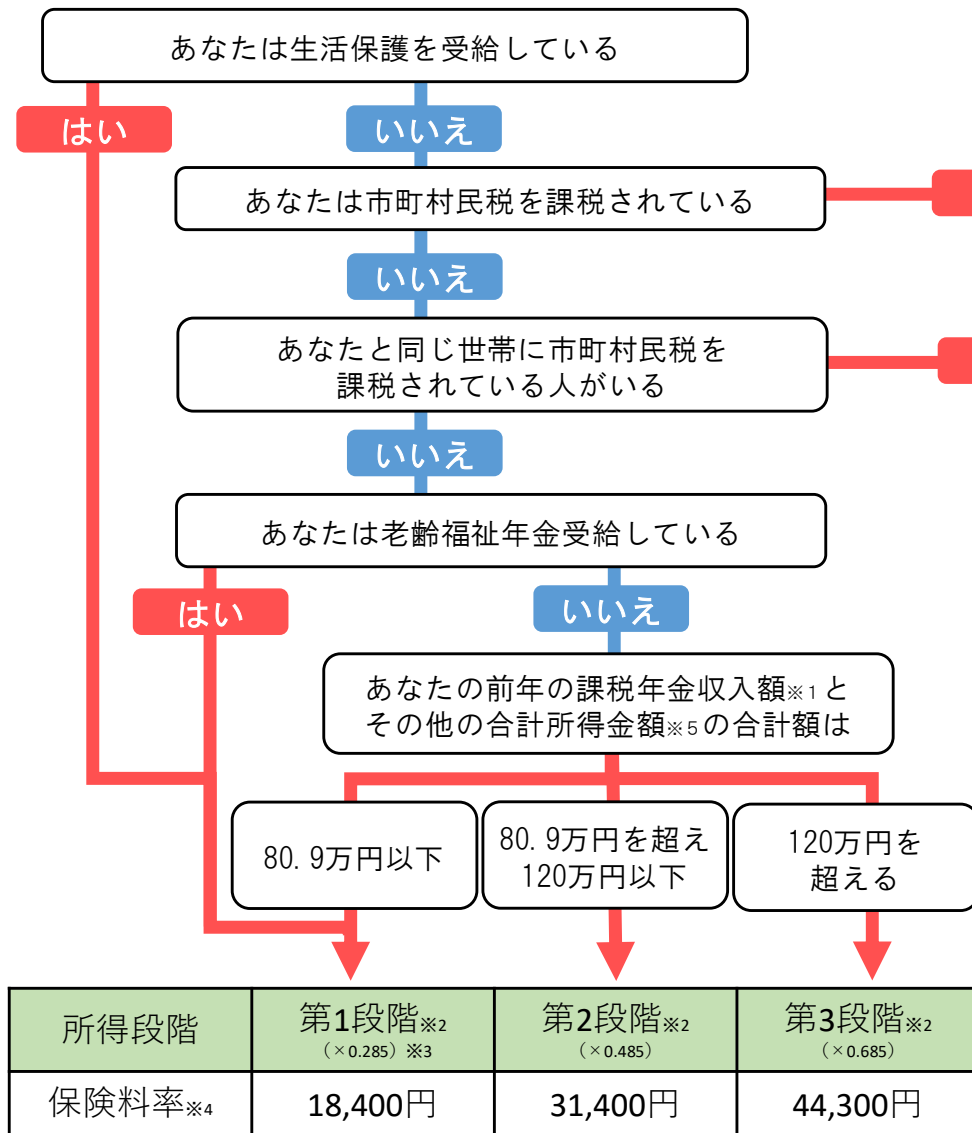 あなたは生活保護を受給している
はい
いいえ
あなたは市町村民税を課税されている
いいえ
あなたと同じ世帯に市町村民税を
課税されている人がいる
いいえ
あなたは老齢福祉年金受給している
はい
いいえ
あなたの前年の課税年金収入額※1と
その他の合計所得金額※5の合計額は
80.9万円以下
80.9万円を超え
120万円以下
120万円を
超える
所得段階
第1段階※2
（×0.285）※3
第2段階※2
（×0.485）
第3段階※2
（×0.685）
保険料率※4
18,400円
31,400円
44,300円